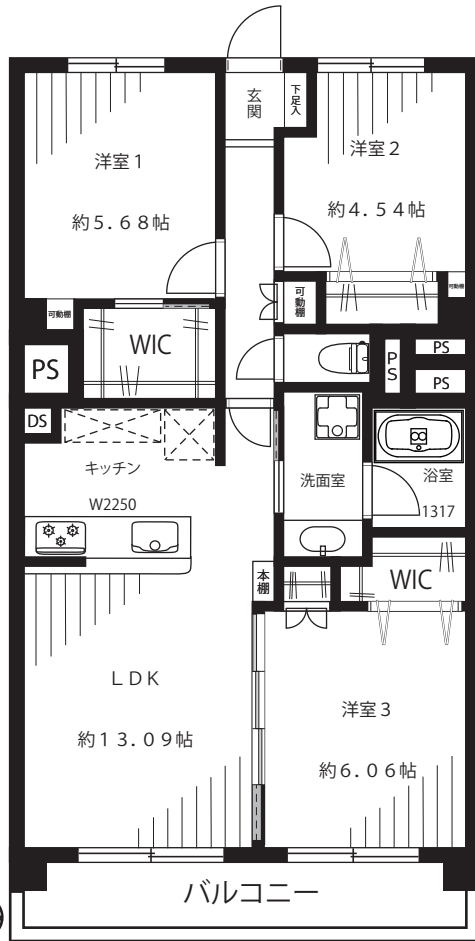 玄関
下足入
洋室1
約5.68帖
洋室2
約4.54帖
可動棚
可動棚
可動棚
WIC
PS
PS
PS
PS
DS
キッチン
W2250
洗面室
浴室
1317
本棚
WIC
LDK
約13.09帖
洋室3
約6.06帖
バルコニー